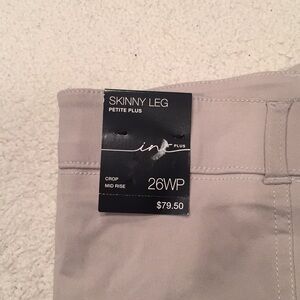 SKINNY LEG
PETITE PLUS
inc PLUS
CROP
MID RISE
26WP
$79.50